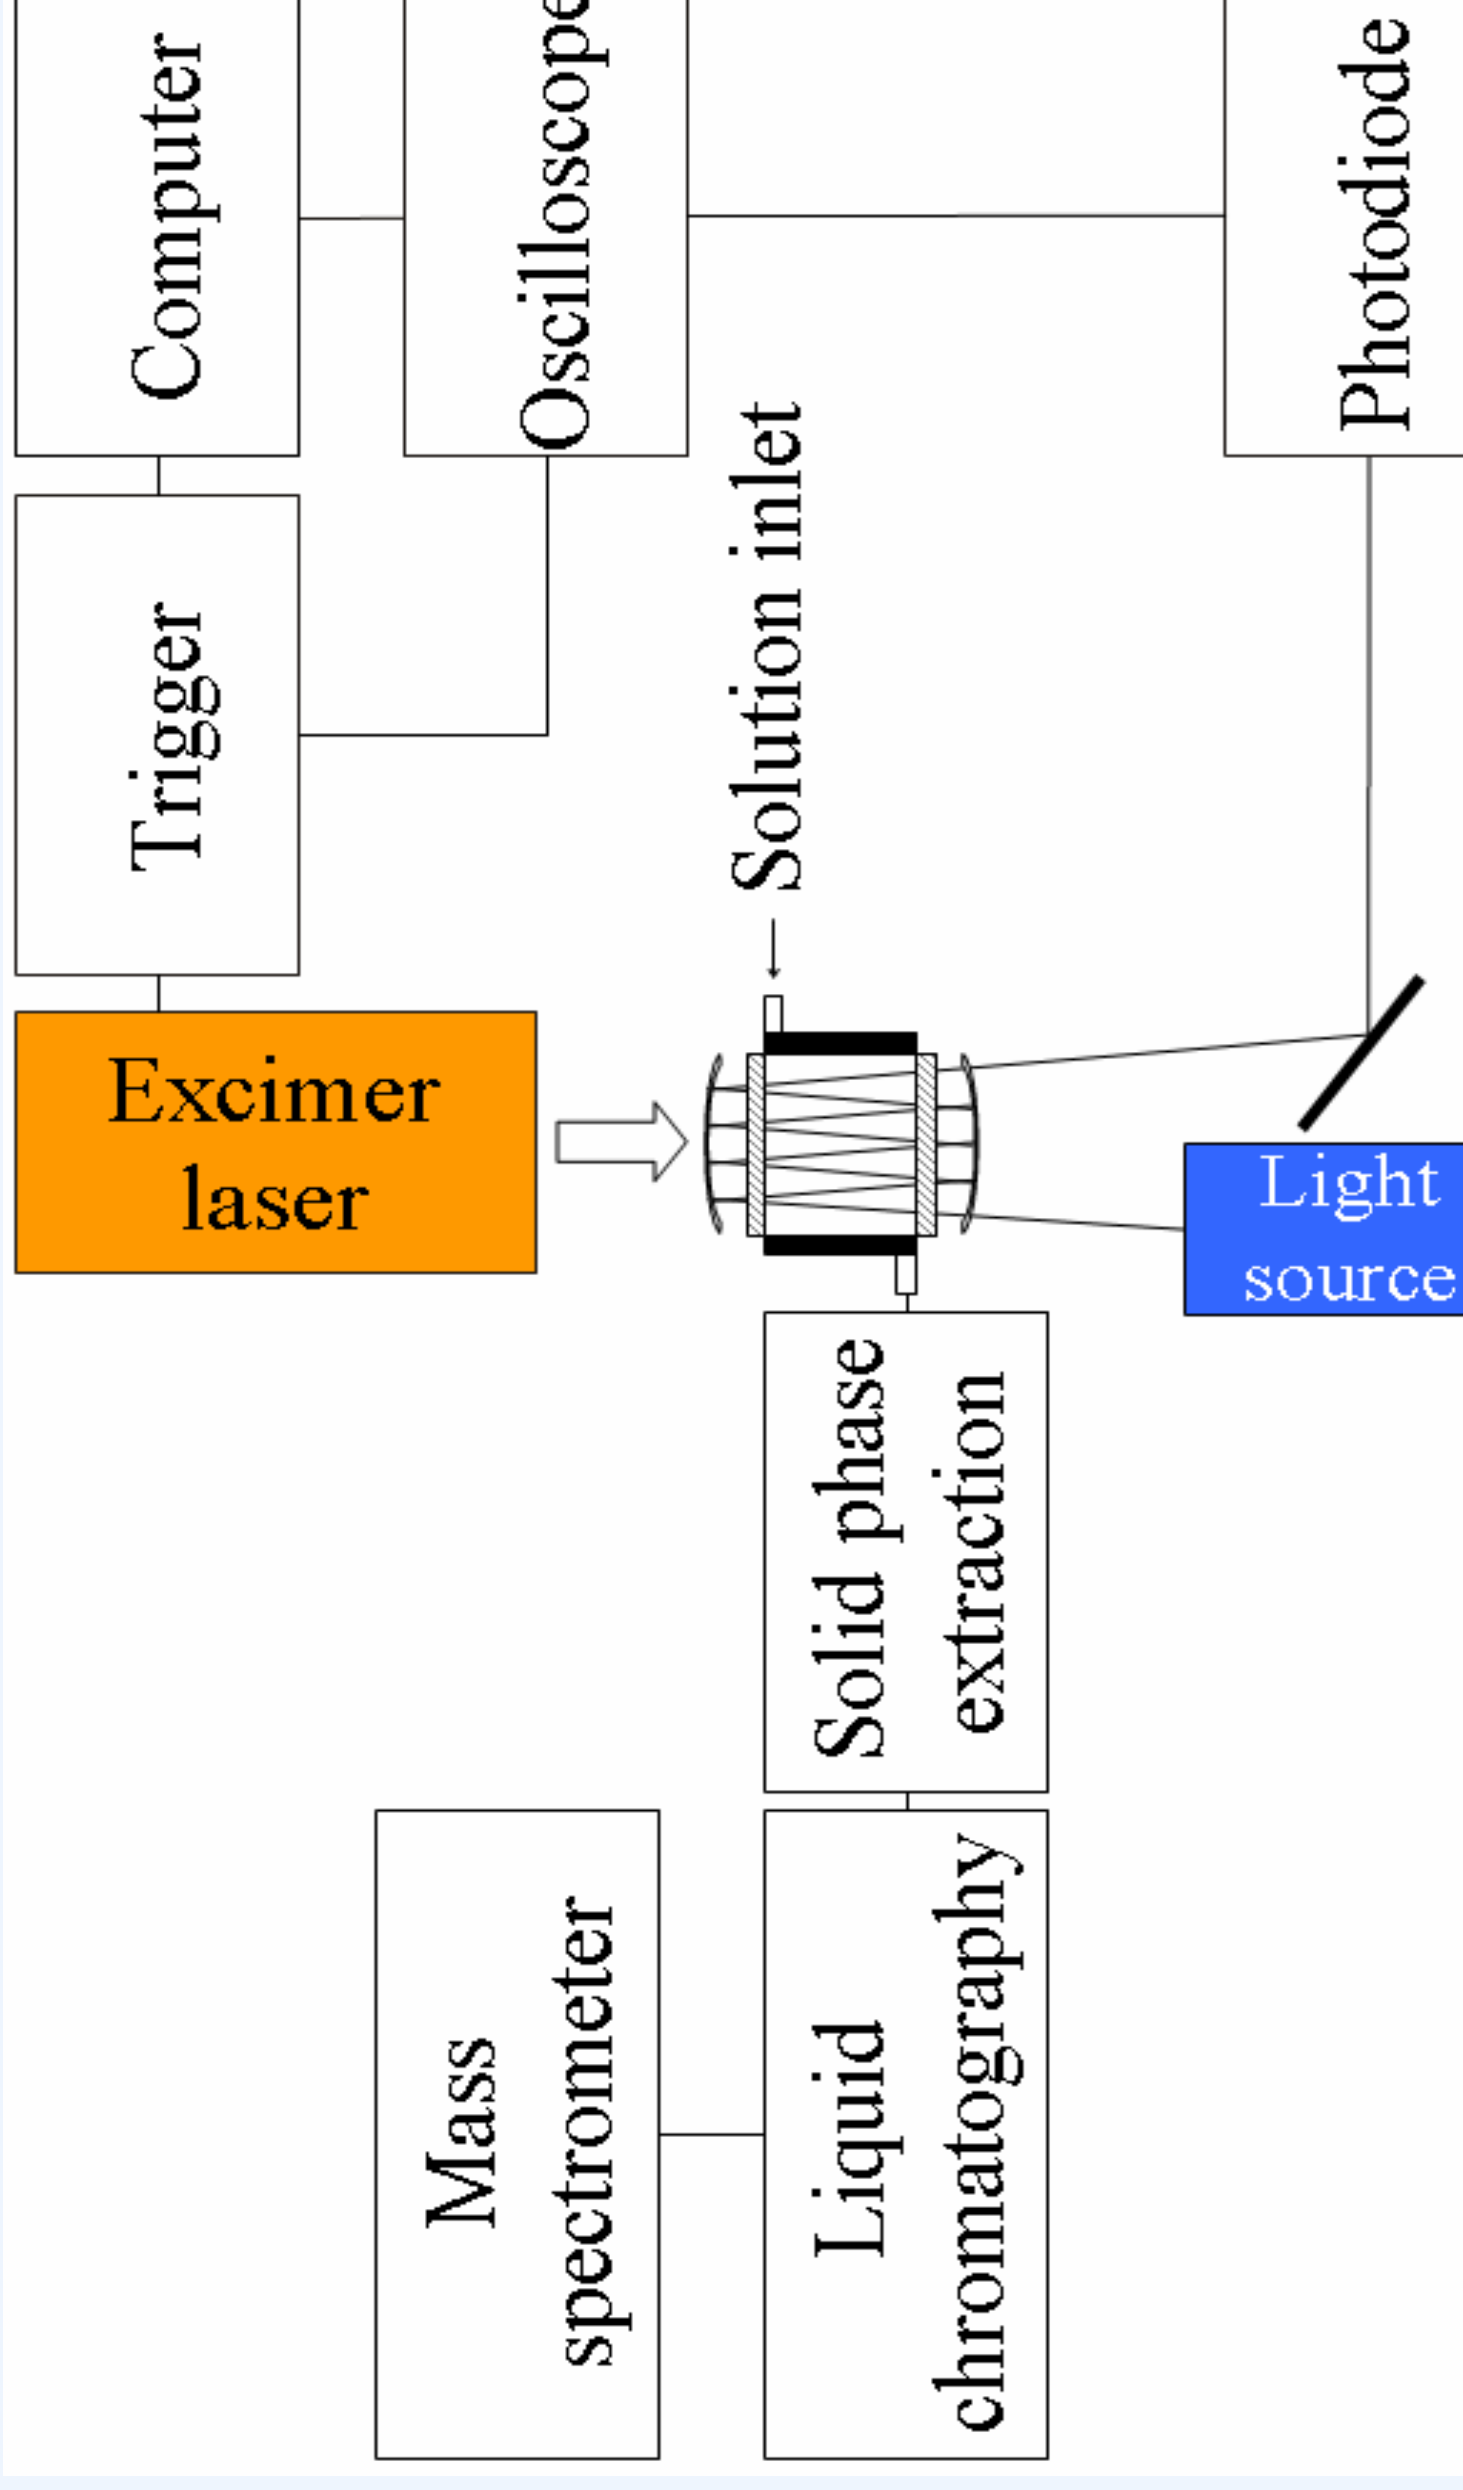 Computer
Oscilloscope
Photodiode
Trigger
Solution inlet
Excimer
laser
Light
source
Solid phase
extraction
Mass
spectrometer
Liquid
chromatography